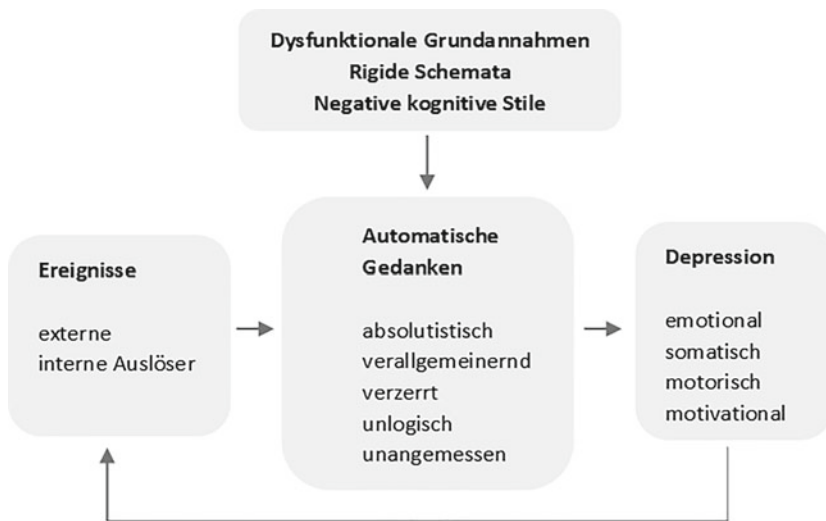 Dysfunktionale Grundannahmen
Rigide Schemata
Negative kognitive Stile
Ereignisse
externe
interne Auslöser
Automatische
Gedanken
absolutistisch
verallgemeinernd
verzerrt
unlogisch
unangemessen
Depression
emotional
somatisch
motorisch
motivational